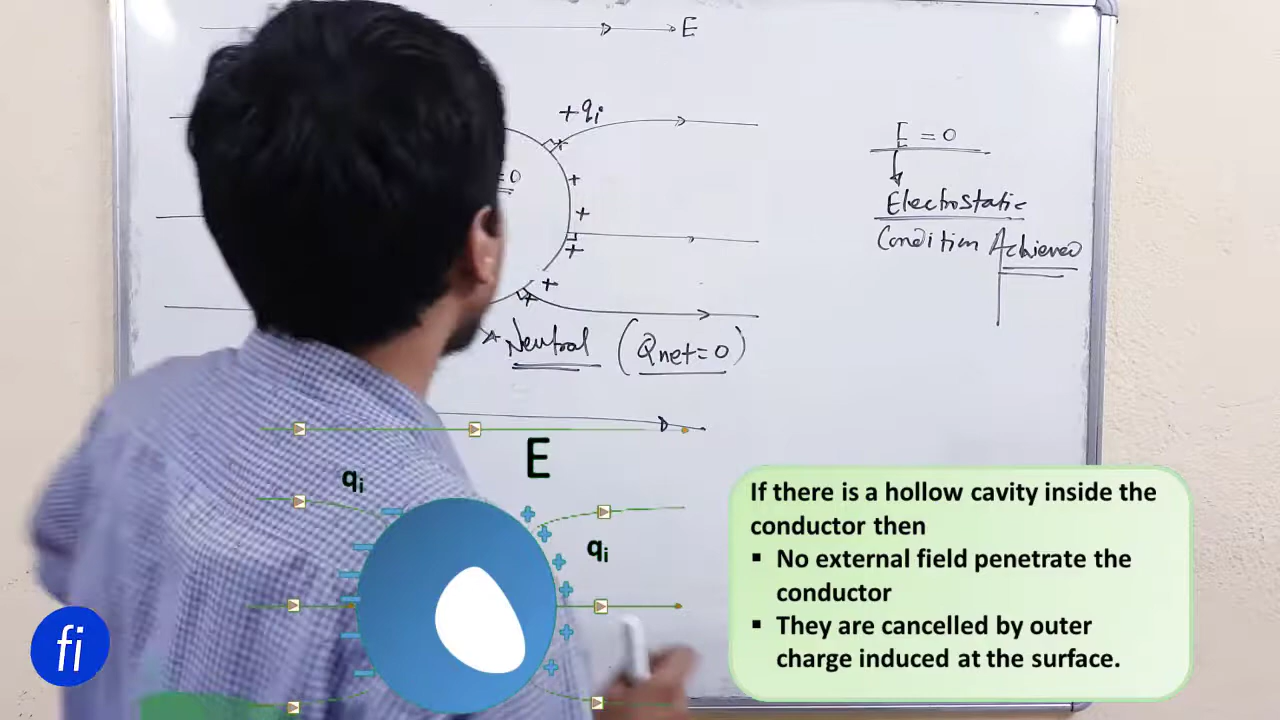 E
+qi
= 0
E = 0
Electrostatic
Condition Achieved
Neutral (Qnet=0)
E
qi
qi
If there is a hollow cavity inside the
conductor then
▪ No external field penetrate the
conductor
▪ They are cancelled by outer
charge induced at the surface.
fi